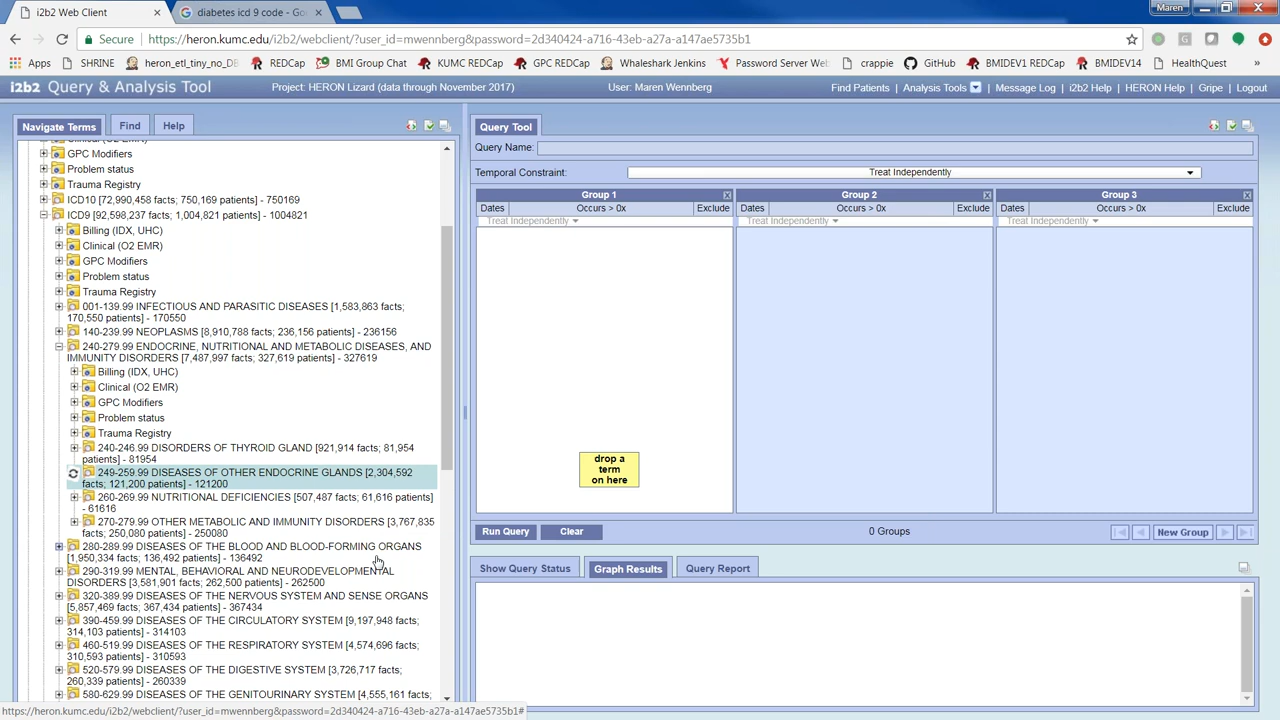 i2b2 Web Client
diabetes icd 9 code - Go
Maren
Secure https://heron.kumc.edu/i2b2/webclient/?user_id=mwennberg&password=2d340424-a716-43eb-a27a-a147ae5735b1
Apps SHRINE heron_etl_tiny_no_DB REDCap BMI Group Chat KUMC REDCap GPC REDCap Whaleshark Jenkins Password Server Web crappie GitHub BMIDEV1 REDCap BMIDEV14 HealthQuest »
i2b2 Query & Analysis Tool Project: HERON Lizard (data through November 2017) User: Maren Wennberg Find Patients | Analysis Tools | Message Log | i2b2 Help | HERON Help | Gripe | Logout
Navigate Terms Find Help
Clinical (O2 EMR)
GPC Modifiers
Problem status
Trauma Registry
ICD10 [72,990,458 facts; 750,169 patients] - 750169
ICD9 [92,598,237 facts; 1,004,821 patients] - 1004821
Billing (IDX, UHC)
Clinical (O2 EMR)
GPC Modifiers
Problem status
Trauma Registry
001-139.99 INFECTIOUS AND PARASITIC DISEASES [1,583,863 facts;
170,550 patients] - 170550
140-239.99 NEOPLASMS [8,910,788 facts; 236,156 patients] - 236156
240-279.99 ENDOCRINE, NUTRITIONAL AND METABOLIC DISEASES, AND
IMMUNITY DISORDERS [7,487,997 facts; 327,619 patients] - 327619
Billing (IDX, UHC)
Clinical (O2 EMR)
GPC Modifiers
Problem status
Trauma Registry
240-246.99 DISORDERS OF THYROID GLAND [921,914 facts; 81,954
patients] - 81954
249-259.99 DISEASES OF OTHER ENDOCRINE GLANDS [2,304,592
facts; 121,200 patients] - 121200
260-269.99 NUTRITIONAL DEFICIENCIES [507,487 facts; 61,616 patients]
- 61616
270-279.99 OTHER METABOLIC AND IMMUNITY DISORDERS [3,767,835
facts; 250,080 patients] - 250080
280-289.99 DISEASES OF THE BLOOD AND BLOOD-FORMING ORGANS
[1,950,334 facts; 136,492 patients] - 136492
290-319.99 MENTAL, BEHAVIORAL AND NEURODEVELOPMENTAL
DISORDERS [3,581,901 facts; 262,500 patients] - 262500
320-389.99 DISEASES OF THE NERVOUS SYSTEM AND SENSE ORGANS
[5,857,469 facts; 367,434 patients] - 367434
390-459.99 DISEASES OF THE CIRCULATORY SYSTEM [9,197,948 facts;
314,103 patients] - 314103
460-519.99 DISEASES OF THE RESPIRATORY SYSTEM [4,574,696 facts;
310,593 patients] - 310593
520-579.99 DISEASES OF THE DIGESTIVE SYSTEM [3,726,717 facts;
260,339 patients] - 260339
580-629.99 DISEASES OF THE GENITOURINARY SYSTEM [4,555,161 facts;
https://heron.kumc.edu/i2b2/webclient/?user_id=mwennberg&password=2d340424-a716-43eb-a27a-a147ae5735b1#
Query Tool
Query Name:
Temporal Constraint: Treat Independently
Group 1 Group 2 Group 3
Dates Occurs > 0x Exclude Dates Occurs > 0x Exclude Dates Occurs > 0x Exclude
Treat Independently Treat Independently Treat Independently
drop a
term
on here
Run Query Clear 0 Groups New Group
Show Query Status Graph Results Query Report